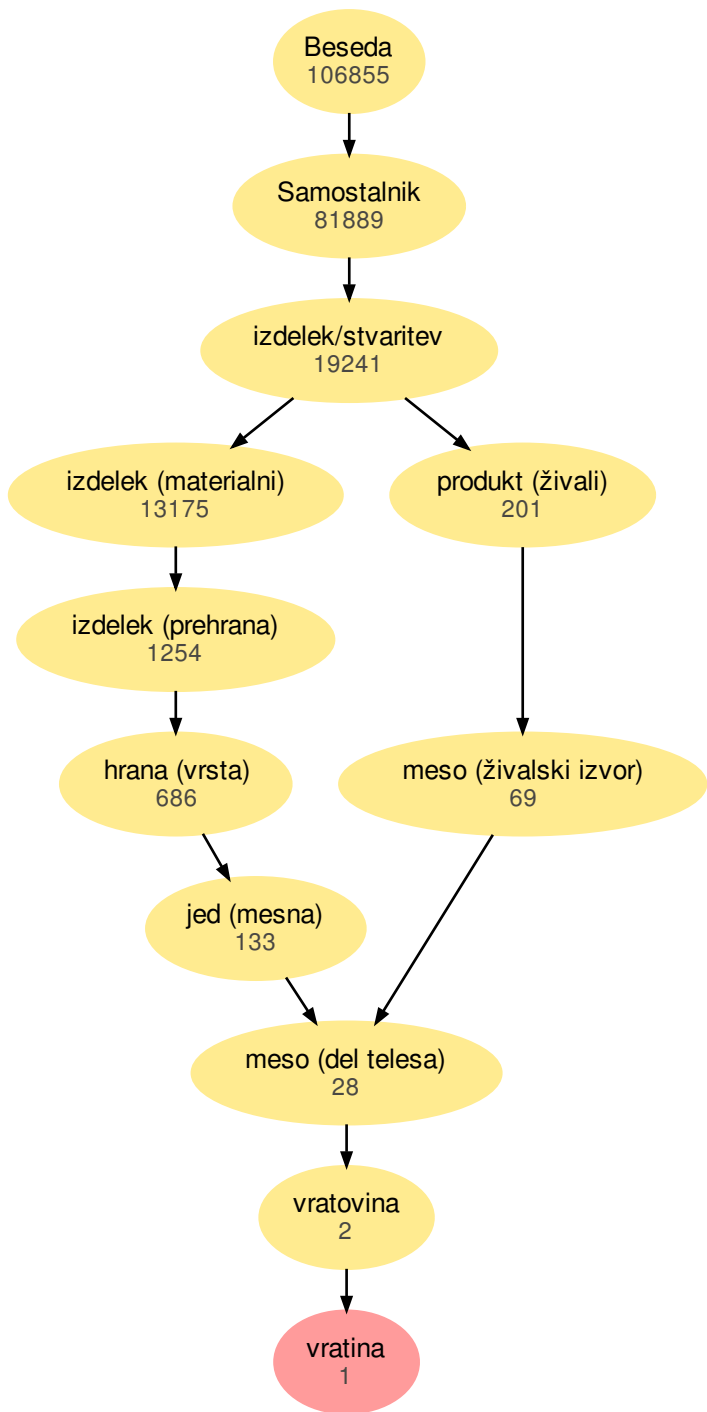 Beseda
106855
Samostalnik
81889
izdelek/stvaritev
19241
izdelek (materialni)
13175
produkt (živali)
201
izdelek (prehrana)
1254
hrana (vrsta)
686
meso (živalski izvor)
69
jed (mesna)
133
meso (del telesa)
28
vratovina
2
vratina
1